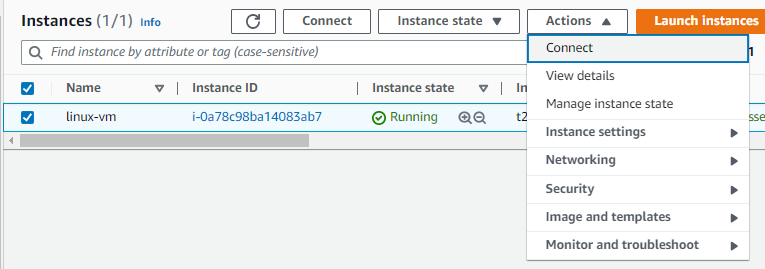 Instances (1/1) Info Connect Instance state Actions Launch instances
Find instance by attribute or tag (case-sensitive) 1
Name Instance ID Instance state
linux-vm i-0a78c98ba14083ab7 Running t2
Connect
View details
Manage instance state
Instance settings
Networking
Security
Image and templates
Monitor and troubleshoot